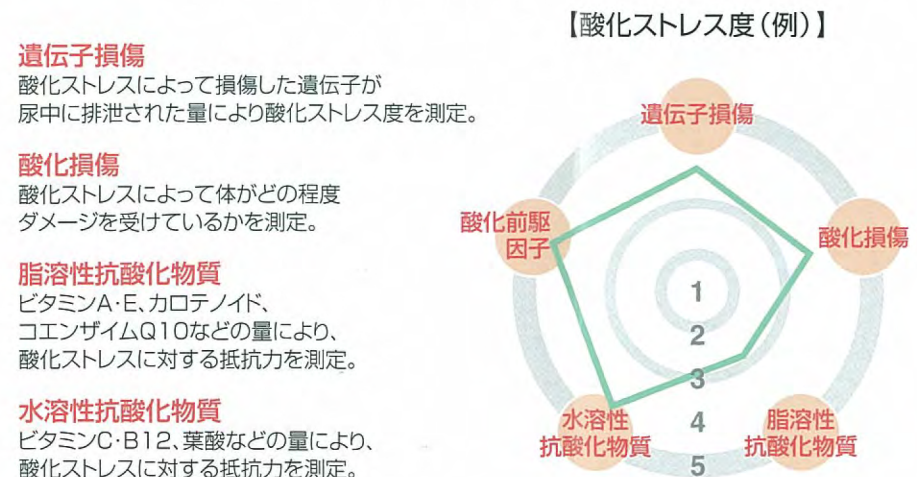 【酸化ストレス度(例)】
遺伝子損傷
酸化ストレスによって損傷した遺伝子が
尿中に排泄された量により酸化ストレス度を測定。
酸化損傷
酸化ストレスによって体がどの程度
ダメージを受けているかを測定。
脂溶性抗酸化物質
ビタミンA・E、カロテノイド、
コエンザイムQ10などの量により、
酸化ストレスに対する抵抗力を測定。
水溶性抗酸化物質
ビタミンC・B12、葉酸などの量により、
酸化ストレスに対する抵抗力を測定。
遺伝子損傷
酸化前駆
因子
酸化損傷
1
2
3
4
5
水溶性
抗酸化物質
脂溶性
抗酸化物質